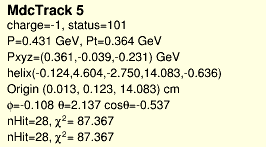 MdcTrack 5
charge=-1, status=101
P=0.431 GeV, Pt=0.364 GeV
Pxyz=(0.361,-0.039,-0.231) GeV
helix(-0.124,4.604,-2.750,14.083,-0.636)
Origin (0.013, 0.123, 14.083) cm
ϕ=-0.108 θ=2.137 cosθ=-0.537
nHit=28, χ²= 87.367
nHit=28, χ²= 87.367